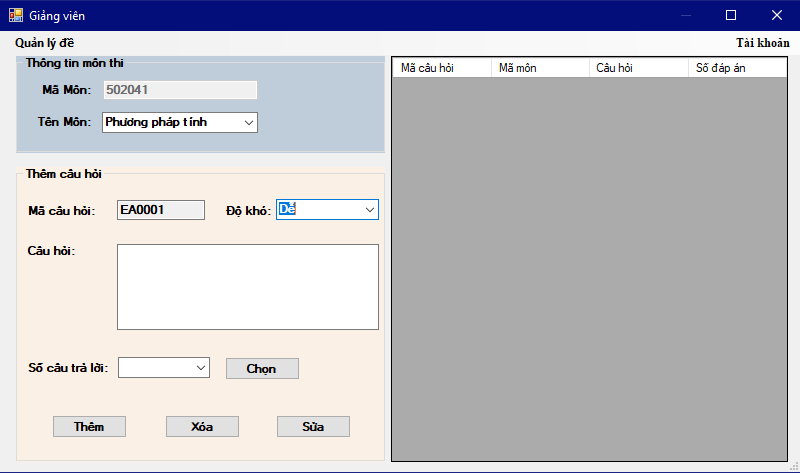 Giảng viên
Quản lý đề Tài khoản
Thông tin môn thi
Mã Môn: 502041
Tên Môn: Phương pháp tính
Thêm câu hỏi
Mã câu hỏi: EA0001 Độ khó: Dễ
Câu hỏi:
Số câu trả lời: Chọn
Thêm Xóa Sửa
Mã câu hỏi Mã môn Câu hỏi Số đáp án